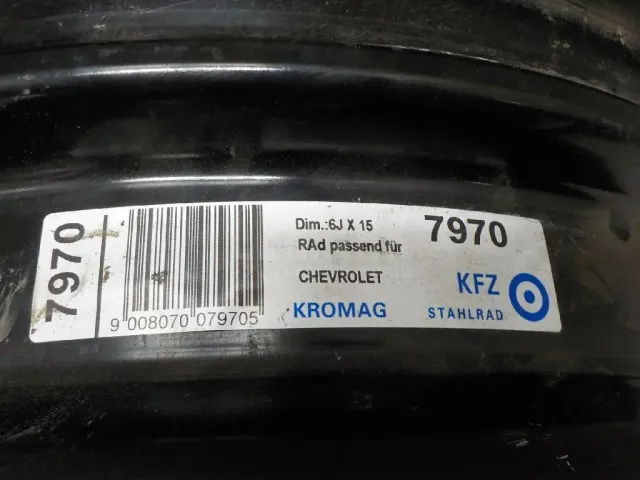 7970
9 008070 079705
Dim.:6J X 15
RAd passend für
CHEVROLET
KROMAG
7970
KFZ
STAHLRAD